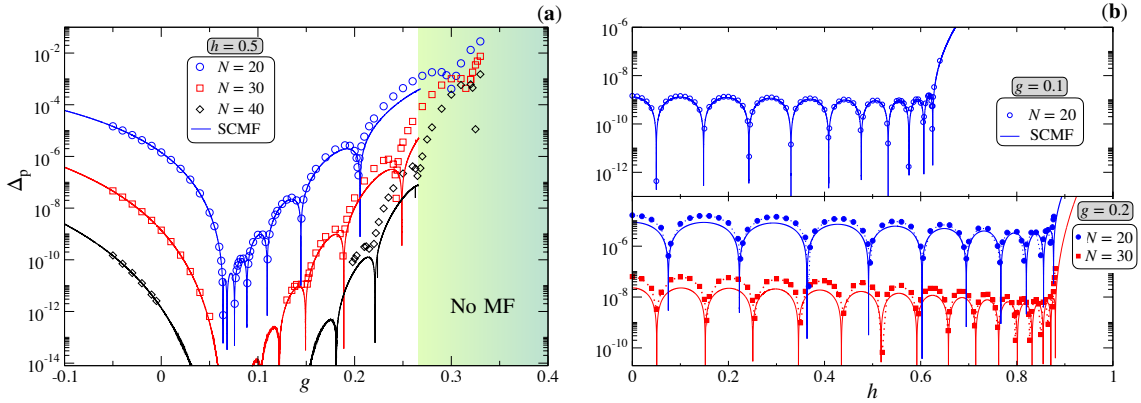 (a)
h = 0.5
N = 20
N = 30
N = 40
SCMF
No MF
Δp
10^-2
10^-4
10^-6
10^-8
10^-10
10^-12
10^-14
-0.1 0 0.1 0.2 0.3 0.4
g
(b)
10^-6
10^-8
10^-10
10^-12
g = 0.1
N = 20
SCMF
10^-6
10^-8
10^-10
g = 0.2
N = 20
N = 30
0 0.2 0.4 0.6 0.8 1
h